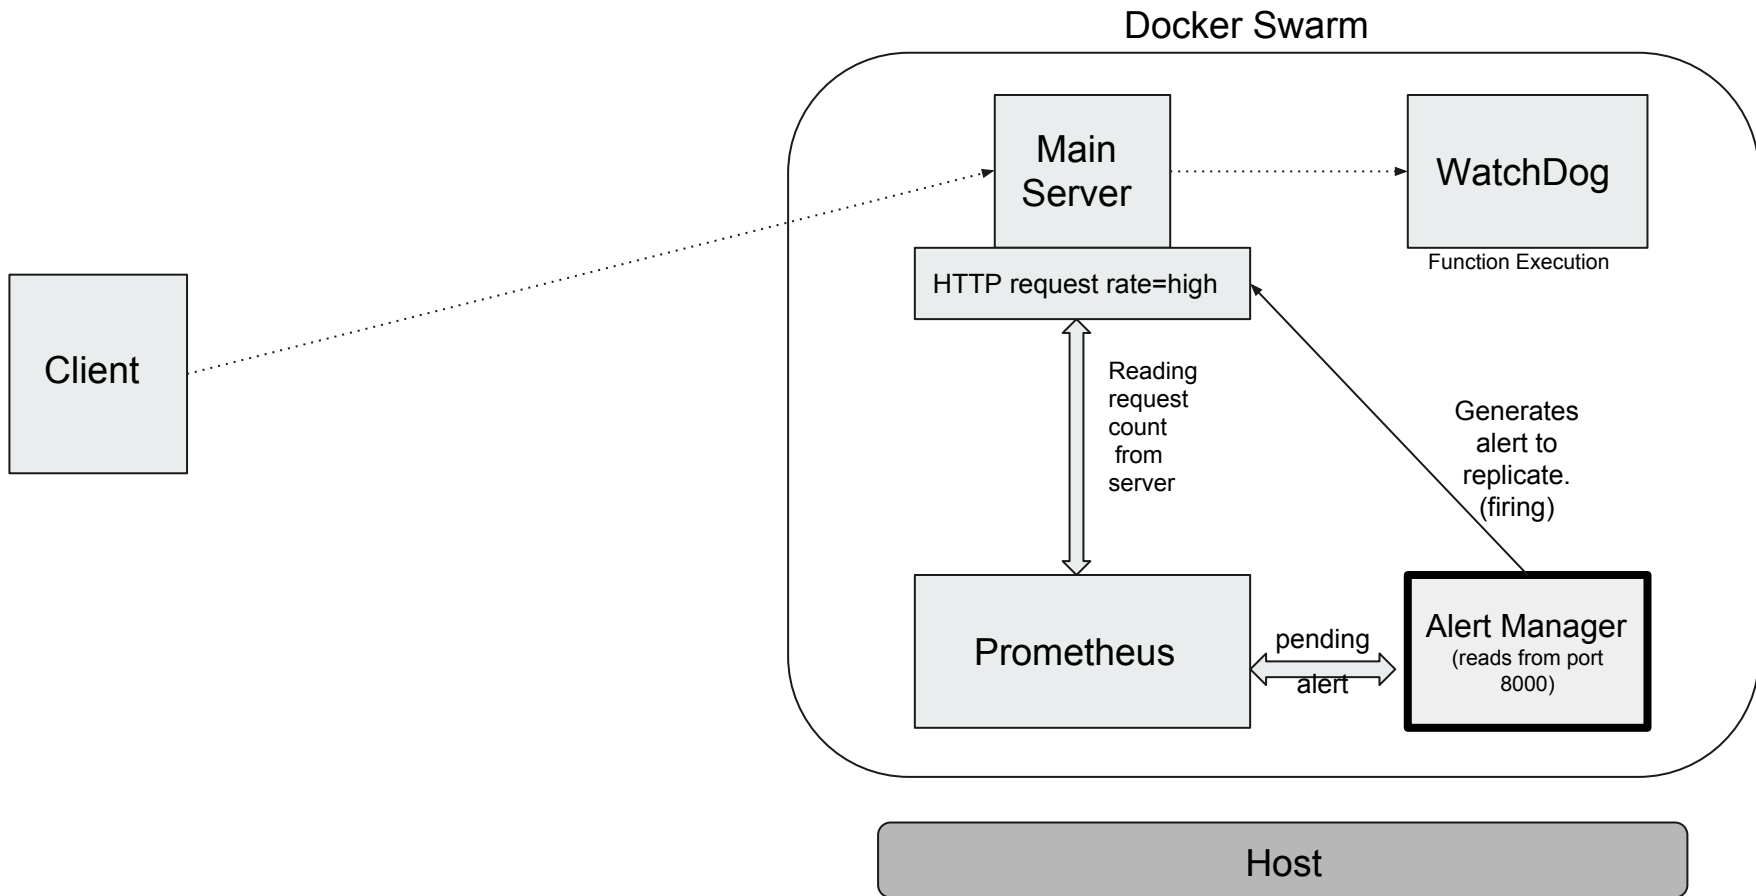 Docker Swarm
Main
Server
WatchDog
Function Execution
HTTP request rate=high
Client
Reading
request
count
from
server
Generates
alert to
replicate.
(firing)
Prometheus
pending
alert
Alert Manager
(reads from port
8000)
Host